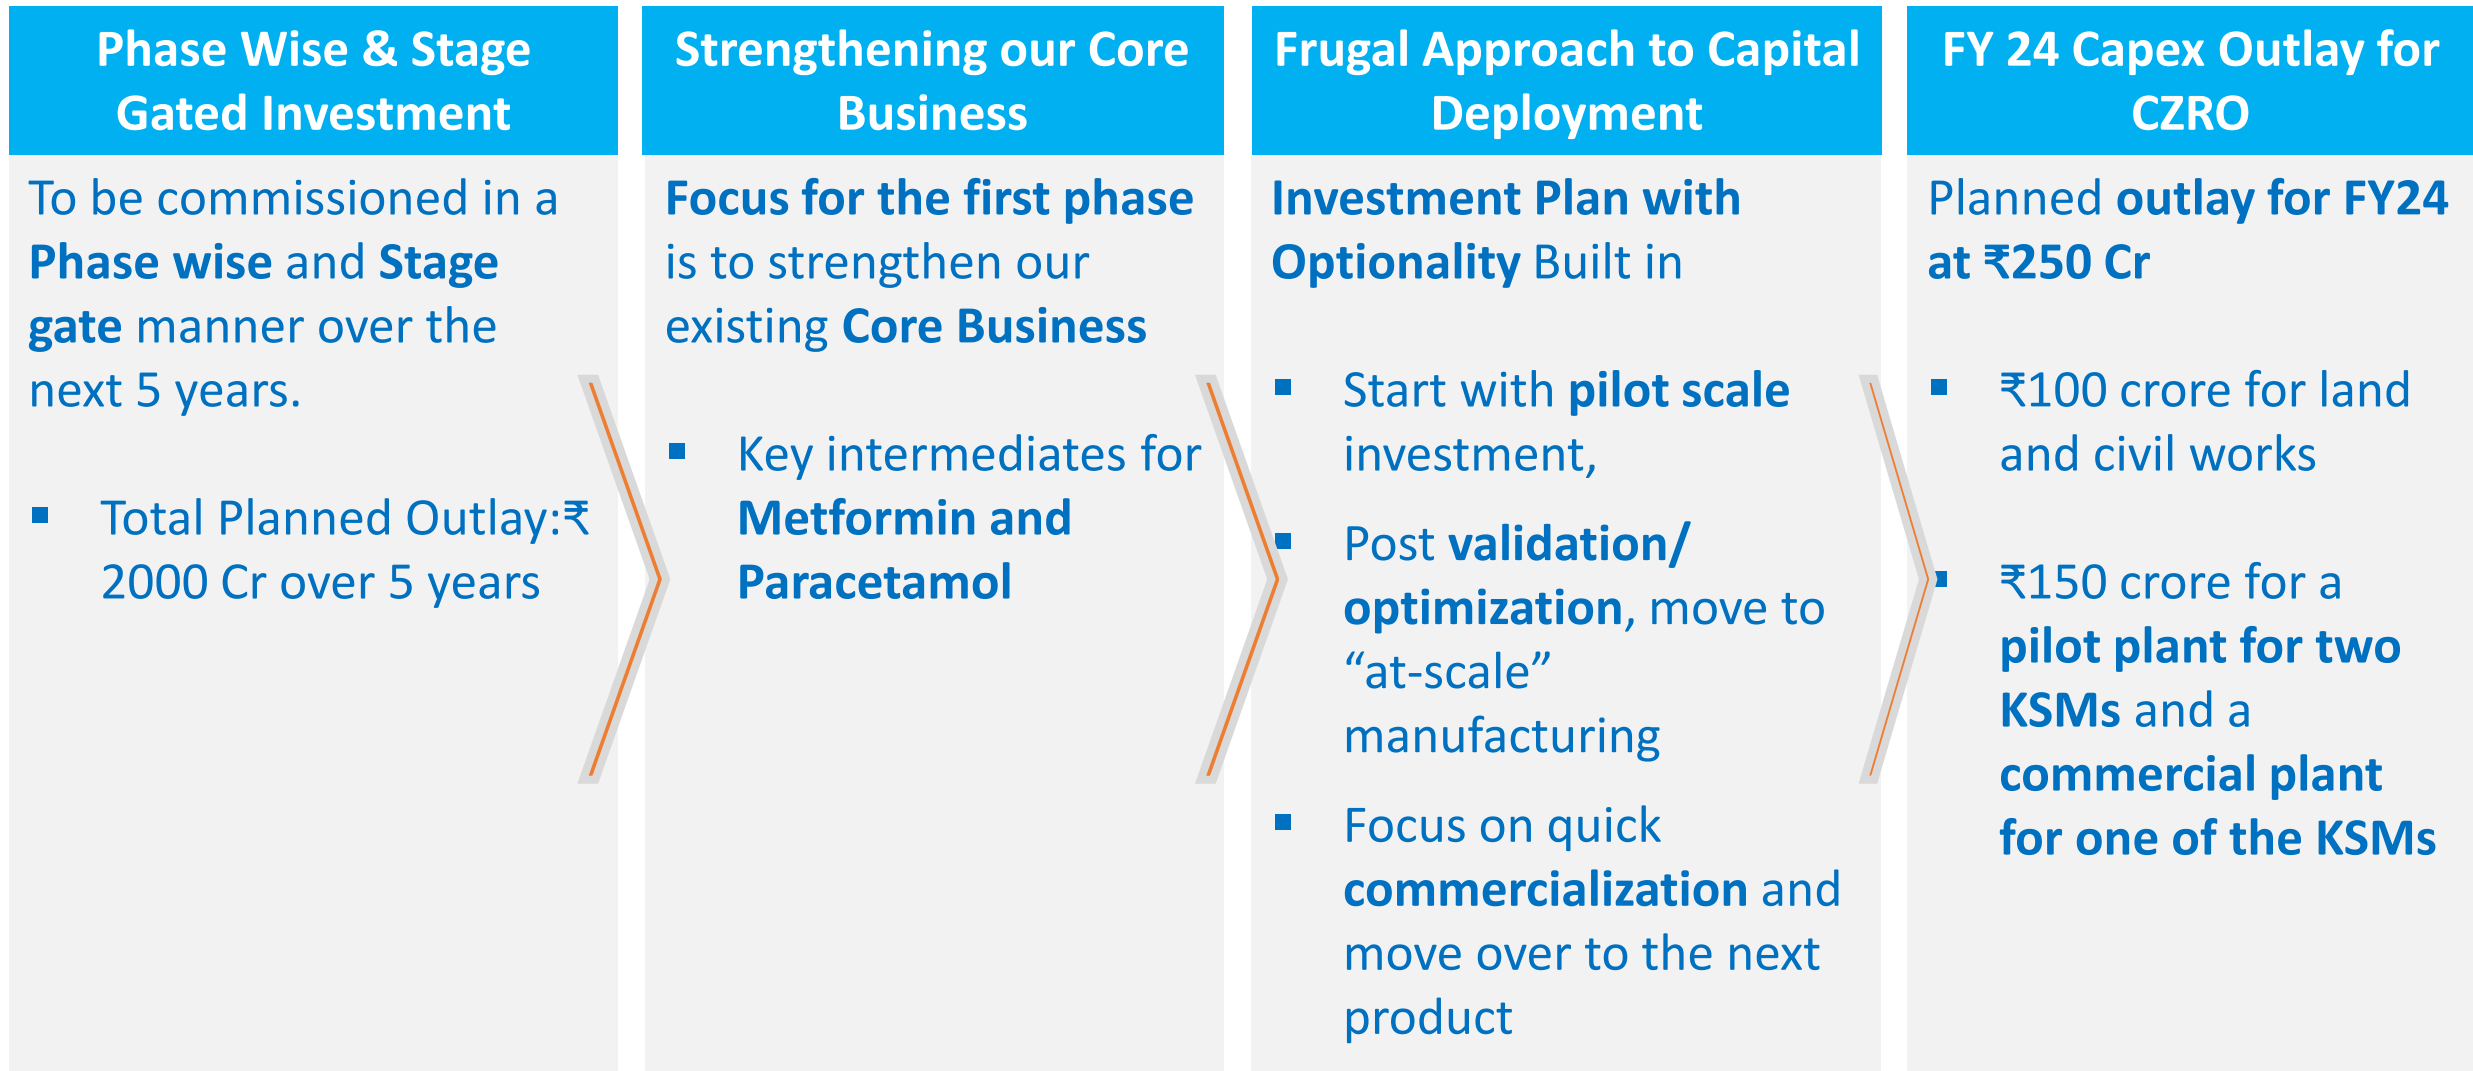 Phase Wise & Stage
Gated Investment
To be commissioned in a
Phase wise and Stage
gate manner over the
next 5 years.
▪ Total Planned Outlay:₹
2000 Cr over 5 years
Strengthening our Core
Business
Focus for the first phase
is to strengthen our
existing Core Business
▪ Key intermediates for
Metformin and
Paracetamol
Frugal Approach to Capital
Deployment
Investment Plan with
Optionality Built in
▪ Start with pilot scale
investment,
▪ Post validation/
optimization, move to
“at-scale”
manufacturing
▪ Focus on quick
commercialization and
move over to the next
product
FY 24 Capex Outlay for
CZRO
Planned outlay for FY24
at ₹250 Cr
▪ ₹100 crore for land
and civil works
▪ ₹150 crore for a
pilot plant for two
KSMs and a
commercial plant
for one of the KSMs